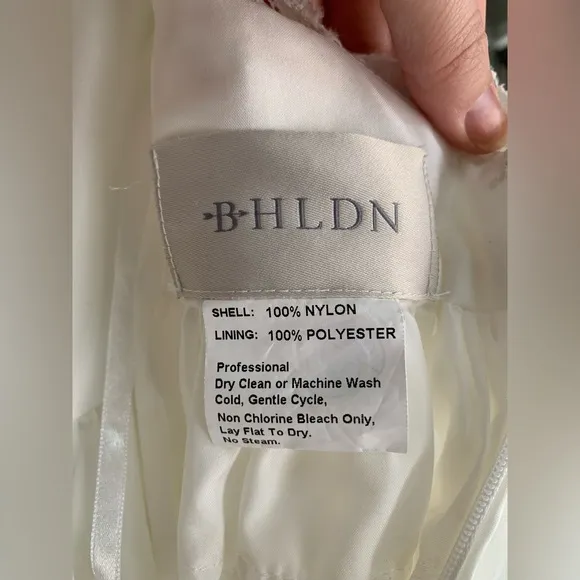 BHLDN
SHELL: 100% NYLON
LINING: 100% POLYESTER
Professional
Dry Clean or Machine Wash
Cold, Gentle Cycle,
Non Chlorine Bleach Only,
Lay Flat To Dry.
No Steam.